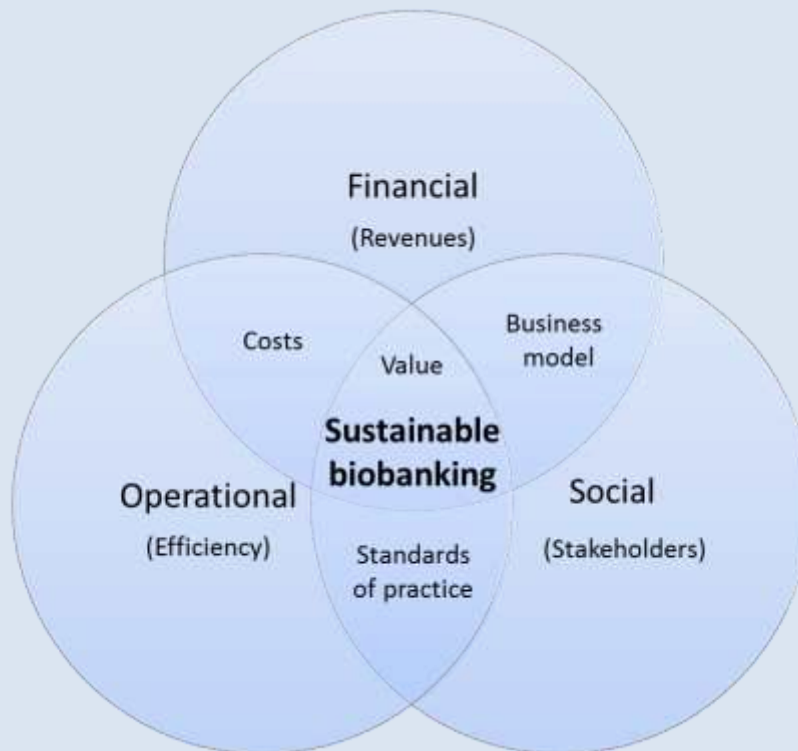 Financial
(Revenues)
Costs
Value
Business
model
Sustainable
biobanking
Operational
(Efficiency)
Social
(Stakeholders)
Standards
of practice